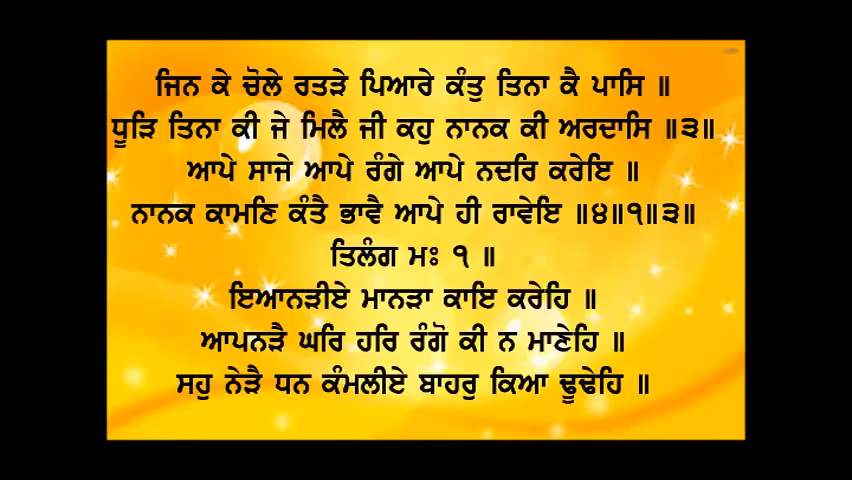 ਜਿਨ ਕੇ ਚੋਲੇ ਰਤੜੇ ਪਿਆਰੇ ਕੰਤੁ ਤਿਨਾ ਕੈ ਪਾਸਿ ॥
ਧੂੜਿ ਤਿਨਾ ਕੀ ਜੇ ਮਿਲੈ ਜੀ ਕਹੁ ਨਾਨਕ ਕੀ ਅਰਦਾਸਿ ॥੩॥
ਆਪੇ ਸਾਜੇ ਆਪੇ ਰੰਗੇ ਆਪੇ ਨਦਰਿ ਕਰੇਇ ॥
ਨਾਨਕ ਕਾਮਣਿ ਕੰਤੈ ਭਾਵੈ ਆਪੇ ਹੀ ਰਾਵੇਇ ॥੪॥੧॥੩॥
ਤਿਲੰਗ ਮਃ ੧ ॥
ਇਆਨੜੀਏ ਮਾਨੜਾ ਕਾਇ ਕਰੇਹਿ ॥
ਆਪਨੜੈ ਘਰਿ ਹਰਿ ਰੰਗੋ ਕੀ ਨ ਮਾਣੇਹਿ ॥
ਸਹੁ ਨੇੜੈ ਧਨ ਕੰਮਲੀਏ ਬਾਹਰੁ ਕਿਆ ਢੂਢੇਹਿ ॥